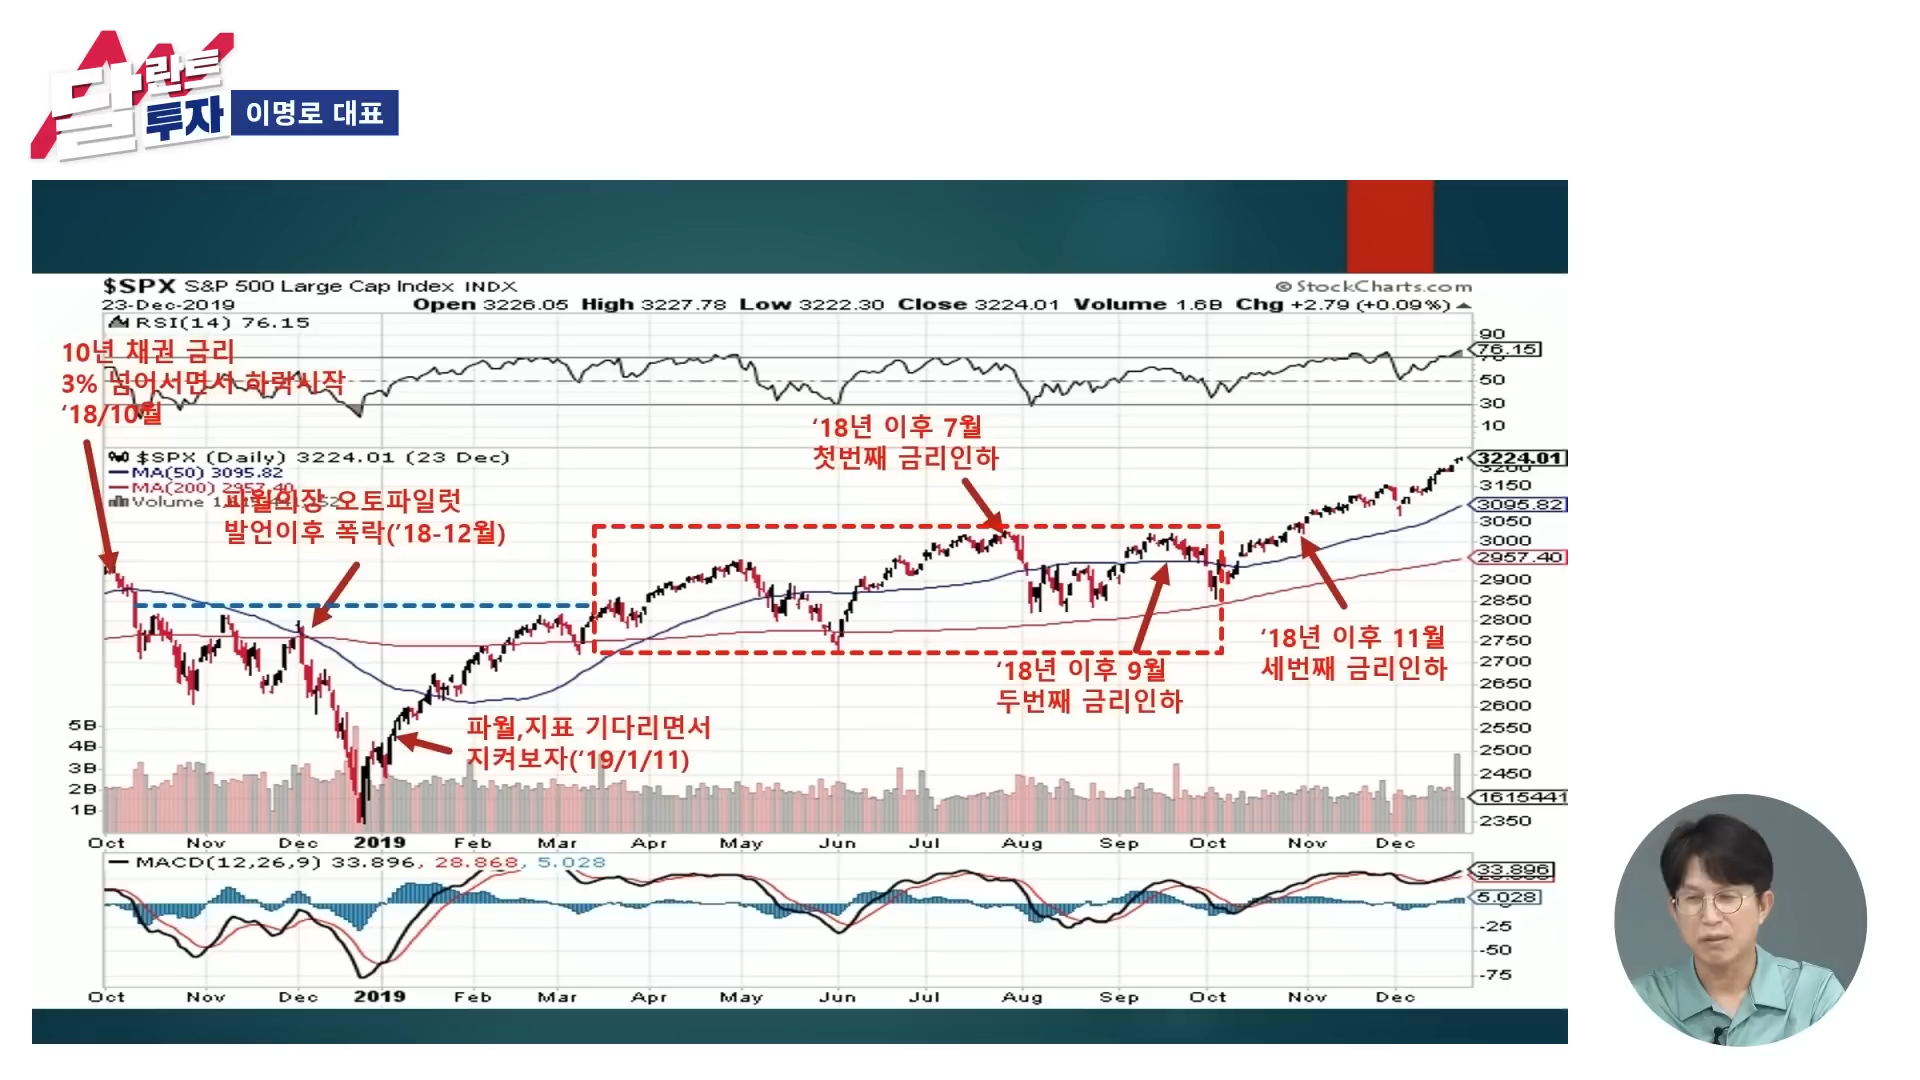 달란트
투자
이명로 대표
$SPX S&P 500 Large Cap Index INDX
© StockCharts.com
23-Dec-2019
Open 3226.05 High 3227.78 Low 3222.30 Close 3224.01 Volume 1.6B Chg +2.79 (+0.09%)
RSI(14) 76.15
90
76.15
70
50
30
10
10년 채권 금리
3% 넘어서면서 하락시작
‘18/10월
‘18년 이후 7월
첫번째 금리인하
$SPX (Daily) 3224.01 (23 Dec)
MA(50) 3095.82
MA(200) 2957.40
Volume
파월의장 오토파일럿
발언이후 폭락(’18-12월)
3224.01
3200
3150
3095.82
3050
3000
2957.40
2900
2850
2800
2750
2700
2650
2600
2550
2500
2450
1615441
2350
‘18년 이후 11월
세번째 금리인하
‘18년 이후 9월
두번째 금리인하
파월,지표 기다리면서
지켜보자(‘19/1/11)
5B
4B
3B
2B
1B
Oct Nov Dec 2019 Feb Mar Apr May Jun Jul Aug Sep Oct Nov Dec
MACD(12,26,9) 33.896, 28.868, 5.028
33.896
5.028
-25
-50
-75
Oct Nov Dec 2019 Feb Mar Apr May Jun Jul Aug Sep Oct Nov Dec